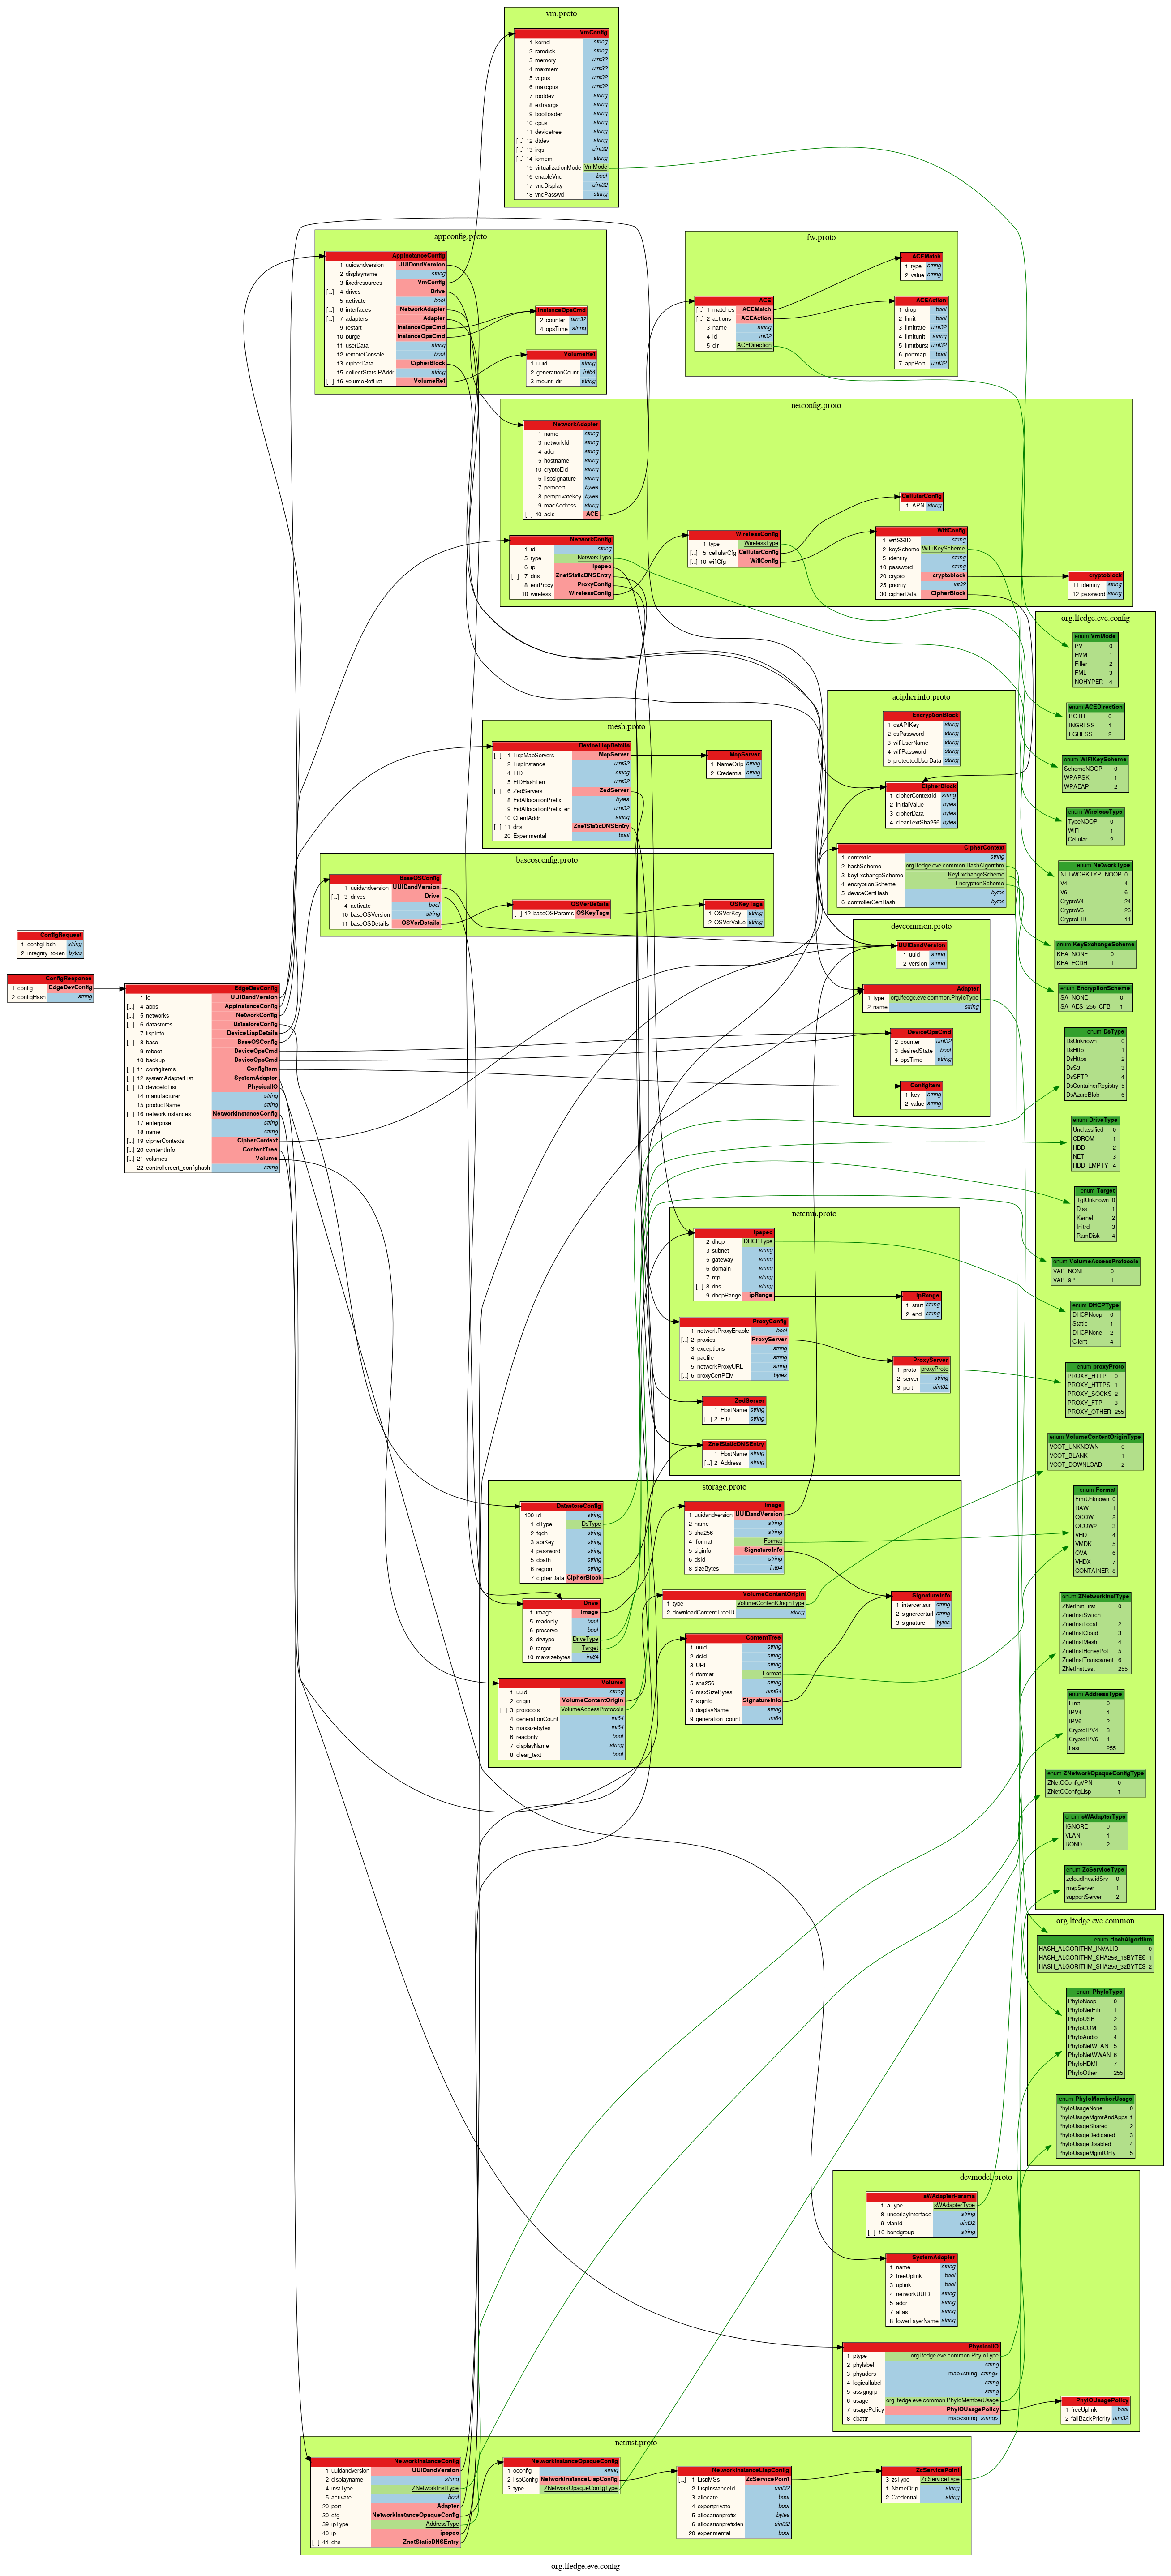 vm.proto
VmConfig
1 kernel string
2 ramdisk string
3 memory uint32
4 maxmem uint32
5 vcpus uint32
6 maxcpus uint32
7 rootdev string
8 extraargs string
9 bootloader string
10 cpus string
11 devicetree string
[...] 12 dtdev string
[...] 13 irqs uint32
[...] 14 iomem string
15 virtualizationMode VmMode
16 enableVnc bool
17 vncDisplay uint32
18 vncPasswd string
appconfig.proto
AppInstanceConfig
1 uuidandversion UUIDandVersion
2 displayname string
3 fixedresources VmConfig
[...] 4 drives Drive
5 activate bool
[...] 6 interfaces NetworkAdapter
[...] 7 adapters Adapter
9 restart InstanceOpsCmd
10 purge InstanceOpsCmd
11 userData string
12 remoteConsole bool
13 cipherData CipherBlock
15 collectStatsIPAddr string
[...] 16 volumeRefList VolumeRef
InstanceOpsCmd
2 counter uint32
4 opsTime string
VolumeRef
1 uuid string
2 generationCount int64
3 mount_dir string
fw.proto
ACE
[...] 1 matches ACEMatch
[...] 2 actions ACEAction
3 name string
4 id int32
5 dir ACEDirection
ACEMatch
1 type string
2 value string
ACEAction
1 drop bool
2 limit bool
3 limitrate uint32
4 limitunit string
5 limitburst uint32
6 portmap bool
7 appPort uint32
netconfig.proto
NetworkAdapter
1 name string
3 networkId string
4 addr string
5 hostname string
10 cryptoEid string
6 lispsignature string
7 pemcert bytes
8 pemprivatekey bytes
9 macAddress string
[...] 40 acls ACE
NetworkConfig
1 id string
5 type NetworkType
6 ip ipspec
[...] 7 dns ZnetStaticDNSEntry
8 entProxy ProxyConfig
10 wireless WirelessConfig
WirelessConfig
1 type WirelessType
[...] 5 cellularCfg CellularConfig
[...] 10 wifiCfg WifiConfig
CellularConfig
1 APN string
WifiConfig
1 wifiSSID string
2 keyScheme WiFiKeyScheme
5 identity string
10 password string
20 crypto cryptoblock
25 priority int32
30 cipherData CipherBlock
cryptoblock
11 identity string
12 password string
acipherinfo.proto
EncryptionBlock
1 dsAPIKey string
2 dsPassword string
3 wifiUserName string
4 wifiPassword string
5 protectedUserData string
CipherBlock
1 cipherContextId string
2 initialValue bytes
3 cipherData bytes
4 clearTextSha256 bytes
CipherContext
1 contextId string
2 hashScheme org.lfedge.eve.common.HashAlgorithm
3 keyExchangeScheme KeyExchangeScheme
4 encryptionScheme EncryptionScheme
5 deviceCertHash bytes
6 controllerCertHash bytes
mesh.proto
DeviceLispDetails
[...] 1 LispMapServers MapServer
2 LispInstance uint32
4 EID string
5 EIDHashLen uint32
[...] 6 ZedServers ZedServer
8 EidAllocationPrefix bytes
9 EidAllocationPrefixLen uint32
10 ClientAddr string
[...] 11 dns ZnetStaticDNSEntry
20 Experimental bool
MapServer
1 NameOrIp string
2 Credential string
baseosconfig.proto
BaseOSConfig
1 uuidandversion UUIDandVersion
[...] 3 drives Drive
4 activate bool
10 baseOSVersion string
11 baseOSDetails OSVerDetails
OSVerDetails
[...] 12 baseOSParams OSKeyTags
OSKeyTags
1 OSVerKey string
2 OSVerValue string
ConfigRequest
1 configHash string
2 integrity_token bytes
ConfigResponse
1 config EdgeDevConfig
2 configHash string
EdgeDevConfig
1 id UUIDandVersion
[...] 4 apps AppInstanceConfig
[...] 5 networks NetworkConfig
[...] 6 datastores DatastoreConfig
7 lispInfo DeviceLispDetails
[...] 8 base BaseOSConfig
9 reboot DeviceOpsCmd
10 backup DeviceOpsCmd
[...] 11 configItems ConfigItem
[...] 12 systemAdapterList SystemAdapter
[...] 13 deviceIoList PhysicalIO
14 manufacturer string
15 productName string
[...] 16 networkInstances NetworkInstanceConfig
17 enterprise string
18 name string
[...] 19 cipherContexts CipherContext
[...] 20 contentInfo ContentTree
[...] 21 volumes Volume
22 controllercert_confighash string
devcommon.proto
UUIDandVersion
1 uuid string
2 version string
Adapter
1 type org.lfedge.eve.common.PhyIoType
2 name string
DeviceOpsCmd
2 counter uint32
3 desiredState bool
4 opsTime string
ConfigItem
1 key string
2 value string
netcmn.proto
ipspec
2 dhcp DHCPType
3 subnet string
5 gateway string
6 domain string
7 ntp string
[...] 8 dns string
9 dhcpRange ipRange
ipRange
1 start string
2 end string
ProxyConfig
1 networkProxyEnable bool
[...] 2 proxies ProxyServer
3 exceptions string
4 pacfile string
5 networkProxyURL string
[...] 6 proxyCertPEM bytes
ProxyServer
1 proto proxyProto
2 server string
3 port uint32
ZedServer
1 HostName string
[...] 2 EID string
ZnetStaticDNSEntry
1 HostName string
[...] 2 Address string
storage.proto
DatastoreConfig
100 id string
1 dType DsType
2 fqdn string
3 apiKey string
4 password string
5 dpath string
6 region string
7 cipherData CipherBlock
Image
1 uuidandversion UUIDandVersion
2 name string
3 sha256 string
4 iformat Format
5 siginfo SignatureInfo
6 dsId string
8 sizeBytes int64
Drive
1 image Image
5 readonly bool
6 preserve bool
8 drvtype DriveType
9 target Target
10 maxsizebytes int64
VolumeContentOrigin
1 type VolumeContentOriginType
2 downloadContentTreeID string
SignatureInfo
1 intercertsurl string
2 signercerturl string
3 signature bytes
ContentTree
1 uuid string
2 dsId string
3 URL string
4 iformat Format
5 sha256 string
6 maxSizeBytes uint64
7 siginfo SignatureInfo
8 displayName string
9 generation_count int64
Volume
1 uuid string
2 origin VolumeContentOrigin
[...] 3 protocols VolumeAccessProtocols
4 generationCount int64
5 maxsizebytes int64
6 readonly bool
7 displayName string
8 clear_text bool
org.lfedge.eve.config
enum VmMode
PV 0
HVM 1
Filler 2
FML 3
NOHYPER 4
enum ACEDirection
BOTH 0
INGRESS 1
EGRESS 2
enum WiFiKeyScheme
SchemeNOOP 0
WPAPSK 1
WPAEAP 2
enum WirelessType
TypeNOOP 0
WiFi 1
Cellular 2
enum NetworkType
NETWORKTYPENOOP 0
V4 4
V6 6
CryptoV4 24
CryptoV6 26
CryptoEID 14
enum KeyExchangeScheme
KEA_NONE 0
KEA_ECDH 1
enum EncryptionScheme
SA_NONE 0
SA_AES_256_CFB 1
enum DsType
DsUnknown 0
DsHttp 1
DsHttps 2
DsS3 3
DsSFTP 4
DsContainerRegistry 5
DsAzureBlob 6
enum DriveType
Unclassified 0
CDROM 1
HDD 2
NET 3
HDD_EMPTY 4
enum Target
TgtUnknown 0
Disk 1
Kernel 2
Initrd 3
RamDisk 4
enum VolumeAccessProtocols
VAP_NONE 0
VAP_9P 1
enum DHCPType
DHCPNoop 0
Static 1
DHCPNone 2
Client 4
enum proxyProto
PROXY_HTTP 0
PROXY_HTTPS 1
PROXY_SOCKS 2
PROXY_FTP 3
PROXY_OTHER 255
enum VolumeContentOriginType
VCOT_UNKNOWN 0
VCOT_BLANK 1
VCOT_DOWNLOAD 2
enum Format
FmtUnknown 0
RAW 1
QCOW 2
QCOW2 3
VHD 4
VMDK 5
OVA 6
VHDX 7
CONTAINER 8
enum ZNetworkInstType
ZNetInstFirst 0
ZnetInstSwitch 1
ZnetInstLocal 2
ZnetInstCloud 3
ZnetInstMesh 4
ZnetInstHoneyPot 5
ZnetInstTransparent 6
ZNetInstLast 255
enum AddressType
First 0
IPV4 1
IPV6 2
CryptoIPV4 3
CryptoIPV6 4
Last 255
enum ZNetworkOpaqueConfigType
ZNetOConfigVPN 0
ZNetOConfigLisp 1
enum sWAdapterType
IGNORE 0
VLAN 1
BOND 2
enum ZcServiceType
zcloudInvalidSrv 0
mapServer 1
supportServer 2
org.lfedge.eve.common
enum HashAlgorithm
HASH_ALGORITHM_INVALID 0
HASH_ALGORITHM_SHA256_16BYTES 1
HASH_ALGORITHM_SHA256_32BYTES 2
enum PhyIoType
PhyIoNoop 0
PhyIoNetEth 1
PhyIoUSB 2
PhyIoCOM 3
PhyIoAudio 4
PhyIoNetWLAN 5
PhyIoNetWWAN 6
PhyIoHDMI 7
PhyIoOther 255
enum PhyIoMemberUsage
PhyIoUsageNone 0
PhyIoUsageMgmtAndApps 1
PhyIoUsageShared 2
PhyIoUsageDedicated 3
PhyIoUsageDisabled 4
PhyIoUsageMgmtOnly 5
devmodel.proto
sWAdapterParams
1 aType sWAdapterType
8 underlayInterface string
9 vlanId uint32
[...] 10 bondgroup string
SystemAdapter
1 name string
2 freeUplink bool
3 uplink bool
4 networkUUID string
5 addr string
7 alias string
8 lowerLayerName string
PhysicalIO
1 ptype org.lfedge.eve.common.PhyIoType
2 phylabel string
3 phyaddrs map<string, string>
4 logicallabel string
5 assigngrp string
6 usage org.lfedge.eve.common.PhyIoMemberUsage
7 usagePolicy PhyIOUsagePolicy
8 cbattr map<string, string>
PhyIOUsagePolicy
1 freeUplink bool
2 fallBackPriority uint32
netinst.proto
NetworkInstanceConfig
1 uuidandversion UUIDandVersion
2 displayname string
4 instType ZNetworkInstType
5 activate bool
20 port Adapter
30 cfg NetworkInstanceOpaqueConfig
39 ipType AddressType
40 ip ipspec
[...] 41 dns ZnetStaticDNSEntry
NetworkInstanceOpaqueConfig
1 oconfig string
2 lispConfig NetworkInstanceLispConfig
3 type ZNetworkOpaqueConfigType
NetworkInstanceLispConfig
[...] 1 LispMSs ZcServicePoint
2 LispInstanceId uint32
3 allocate bool
4 exportprivate bool
5 allocationprefix bytes
6 allocationprefixlen uint32
20 experimental bool
ZcServicePoint
3 zsType ZcServiceType
1 NameOrIp string
2 Credential string
org.lfedge.eve.config